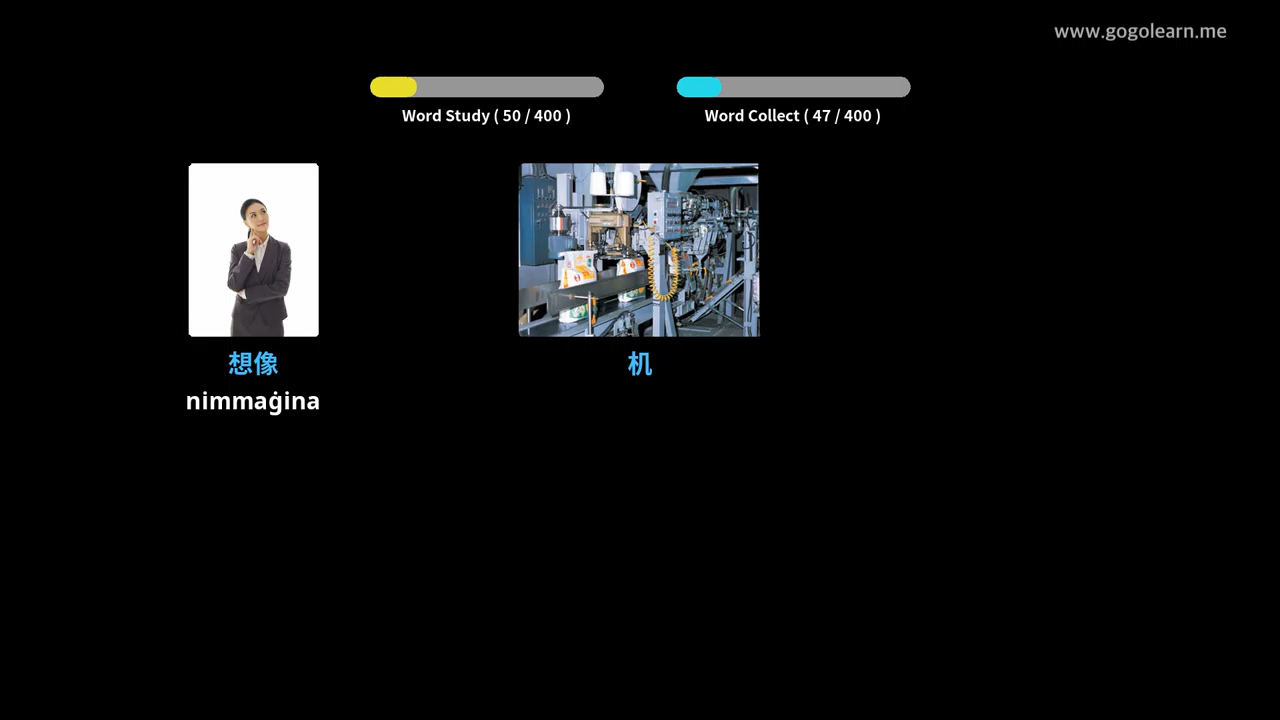 www.gogolearn.me
Word Study ( 50 / 400 )
Word Collect ( 47 / 400 )
想像
机
nimmaġina